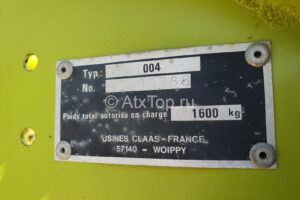 Typ: 004
No.
© AtxTop.ru
Poids total autorisé en charge 1600 kg
USINES CLAAS-FRANCE
57140 - WOIPPY